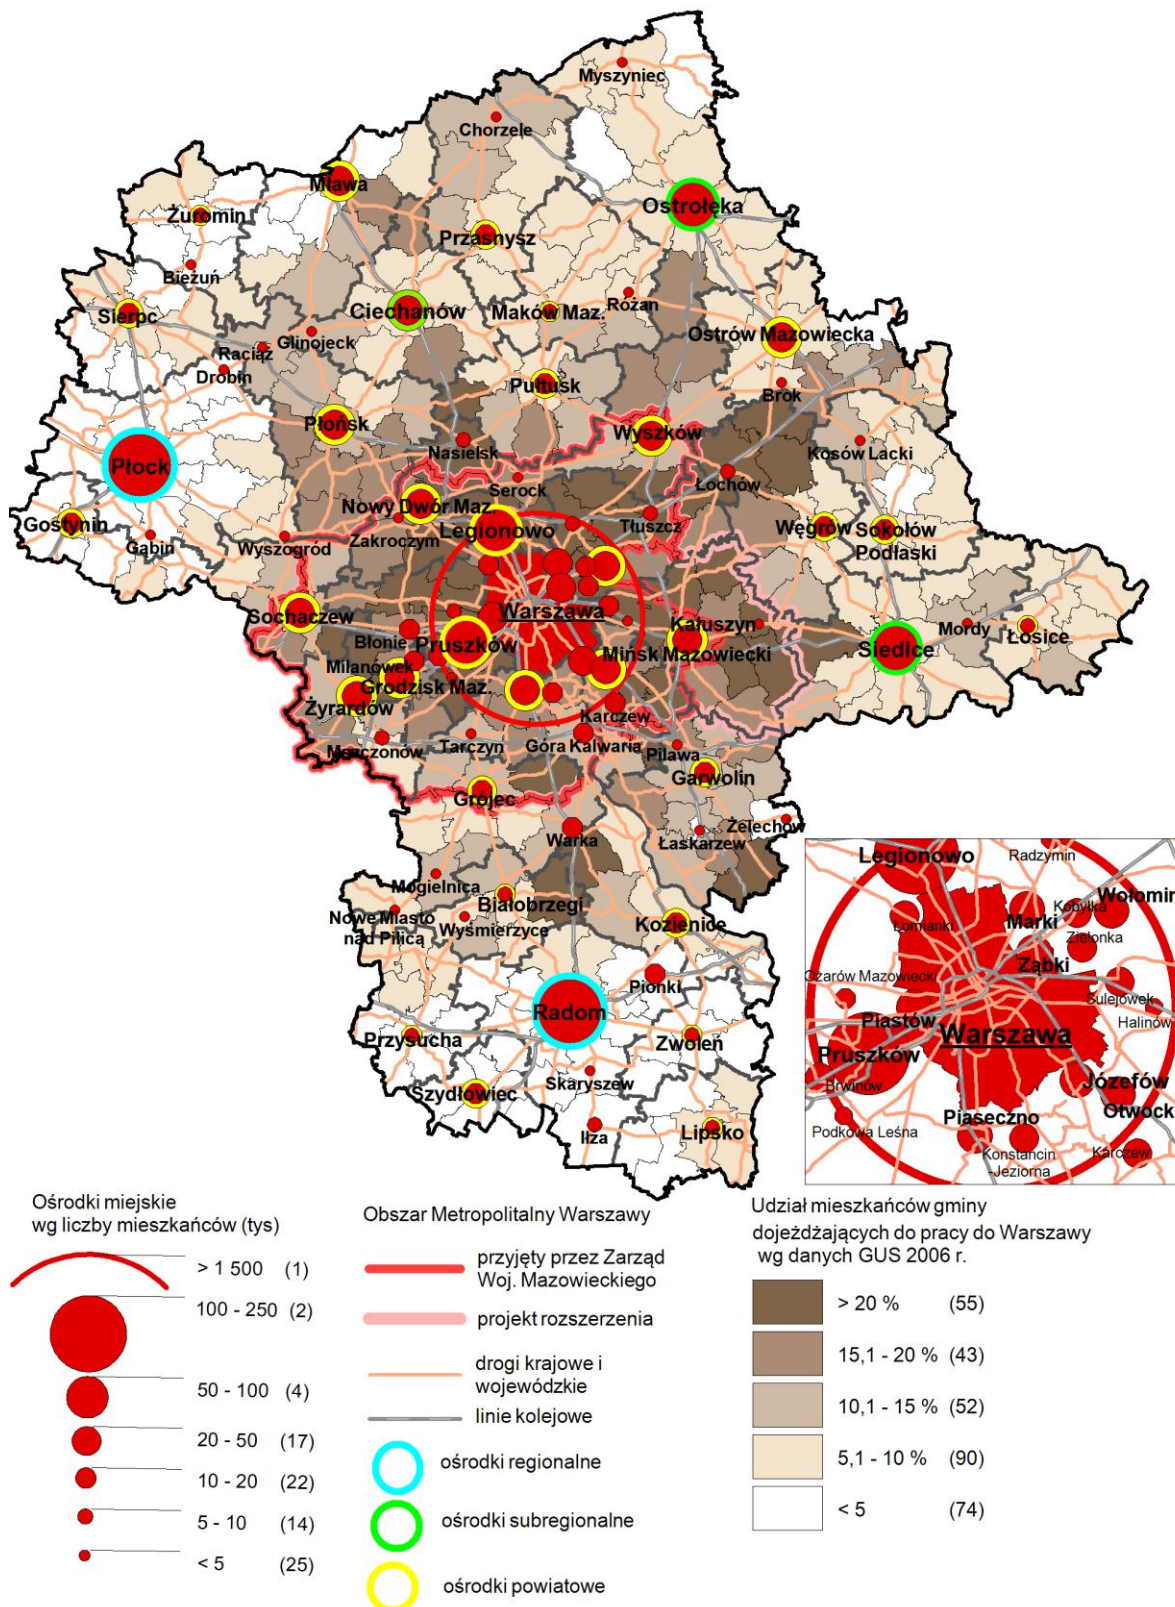 Myszyniec
Chorzele
Mława
Ostrołęka
Żuromin
Przasnysz
Bieżuń
Różan
Ciechanów
Maków Maz.
Sierpc
Ostrów Mazowiecka
Glinojeck
Raciąż
Drobin
Pułtusk
Brok
Płońsk
Wyszków
Nasielsk
Kosów Lacki
Płock
Łochów
Serock
Nowy Dwór Maz.
Legionowo
Tłuszcz
Węgrów
Sokołów
Podlaski
Gostynin
Gąbin
Wyszogród
Zakroczym
Sochaczew
Warszawa
Kałuszyn
Mordy
Łosice
Błonie
Pruszków
Siedlce
Milanówek
Mińsk Mazowiecki
Grodzisk Maz.
Żyrardów
Karczew
Mszczonów
Tarczyn
Góra Kalwaria
Pilawa
Garwolin
Grójec
Żelechów
Warka
Łaskarzew
Mogielnica
Białobrzegi
Nowe Miasto
nad Pilicą
Wyśmierzyce
Kozienice
Pionki
Radom
Przysucha
Zwoleń
Skaryszew
Szydłowiec
Iłża
Lipsko
Legionowo
Radzymin
Wołomin
Kobyłka
Łomianki
Marki
Zielonka
Ząbki
Ożarów Mazowiecki
Sulejówek
Halinów
Piastów
Warszawa
Pruszków
Brwinów
Józefów
Otwock
Piaseczno
Podkowa Leśna
Konstancin
-Jeziorna
Karczew
Ośrodki miejskie
wg liczby mieszkańców (tys)
> 1 500 (1)
100 - 250 (2)
50 - 100 (4)
20 - 50 (17)
10 - 20 (22)
5 - 10 (14)
< 5 (25)
Obszar Metropolitalny Warszawy
przyjęty przez Zarząd
Woj. Mazowieckiego
projekt rozszerzenia
drogi krajowe i
wojewódzkie
linie kolejowe
ośrodki regionalne
ośrodki subregionalne
ośrodki powiatowe
Udział mieszkańców gminy
dojeżdżających do pracy do Warszawy
wg danych GUS 2006 r.
> 20 % (55)
15,1 - 20 % (43)
10,1 - 15 % (52)
5,1 - 10 % (90)
< 5 (74)